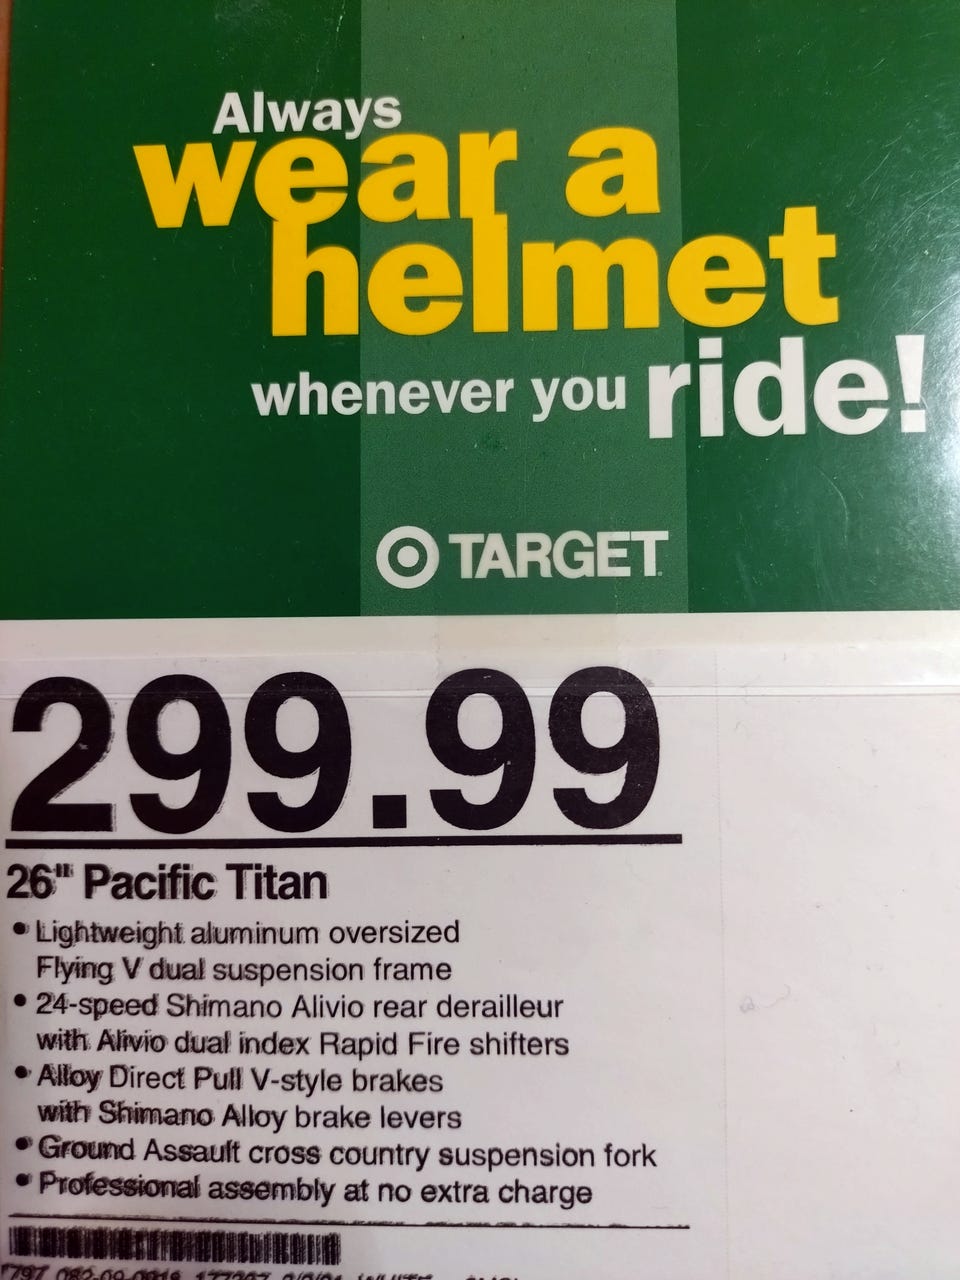 Always
wear a
helmet
whenever you ride!
TARGET
299.99
26" Pacific Titan
• Lightweight aluminum oversized
Flying V dual suspension frame
• 24-speed Shimano Alivio rear derailleur
with Alivio dual index Rapid Fire shifters
• Alloy Direct Pull V-style brakes
with Shimano Alloy brake levers
• Ground Assault cross country suspension fork
• Professional assembly at no extra charge